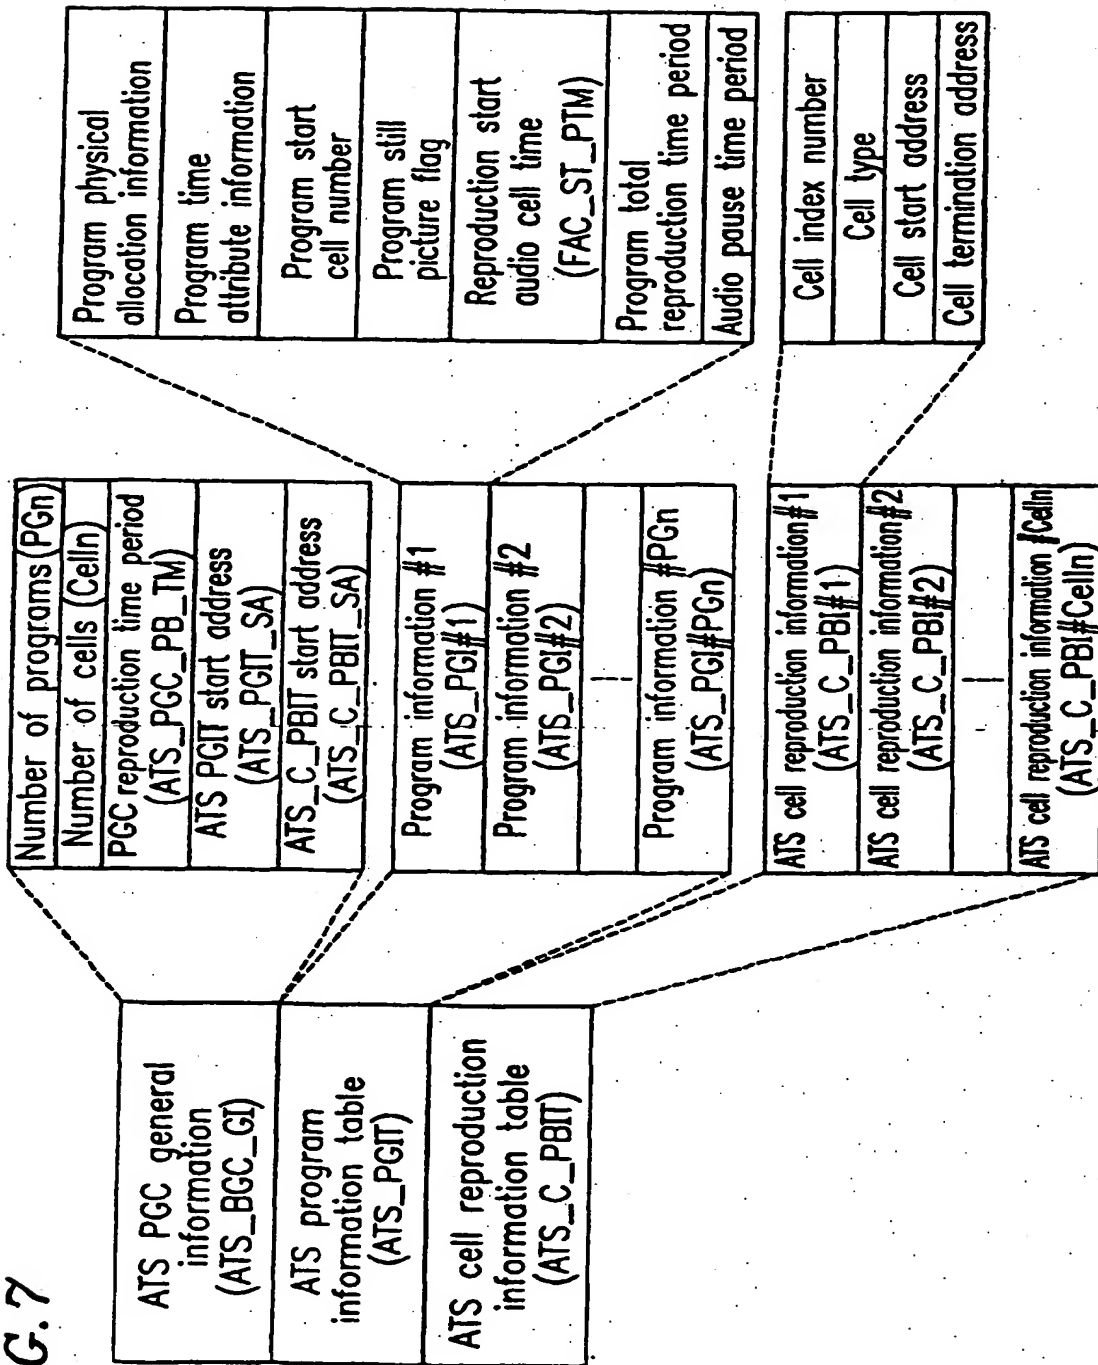 G. 7
ATS PGC general
information
(ATS_BGC_GI)
ATS program
information table
(ATS_PGIT)
ATS cell reproduction
information table
(ATS_C_PBIT)
Number of programs(PGn)
Number of cells (Celln)
PGC reproduction time period
(ATS_PGC_PB_TM)
ATS PGIT start address
(ATS_PGIT_SA)
ATS_C_PBIT start address
(ATS_C_PBIT_SA)
Program information #1
(ATS_PGI#1)
Program information #2
(ATS_PGI#2)
Program information #PGn
(ATS_PGI#PGn)
ATS cell reproduction information#1
(ATS_C_PBI#1)
ATS cell reproduction information#2
(ATS_C_PBI#2)
ATS cell reproduction information #Celln
(ATS_C_PBI#Celln)
Program physical
allocation information
Program time
attribute information
Program start
cell number
Program still
picture flag
Reproduction start
audio cell time
(FAC_ST_PTM)
Program total
reproduction time period
Audio pause time period
Cell index number
Cell type
Cell start address
Cell termination address